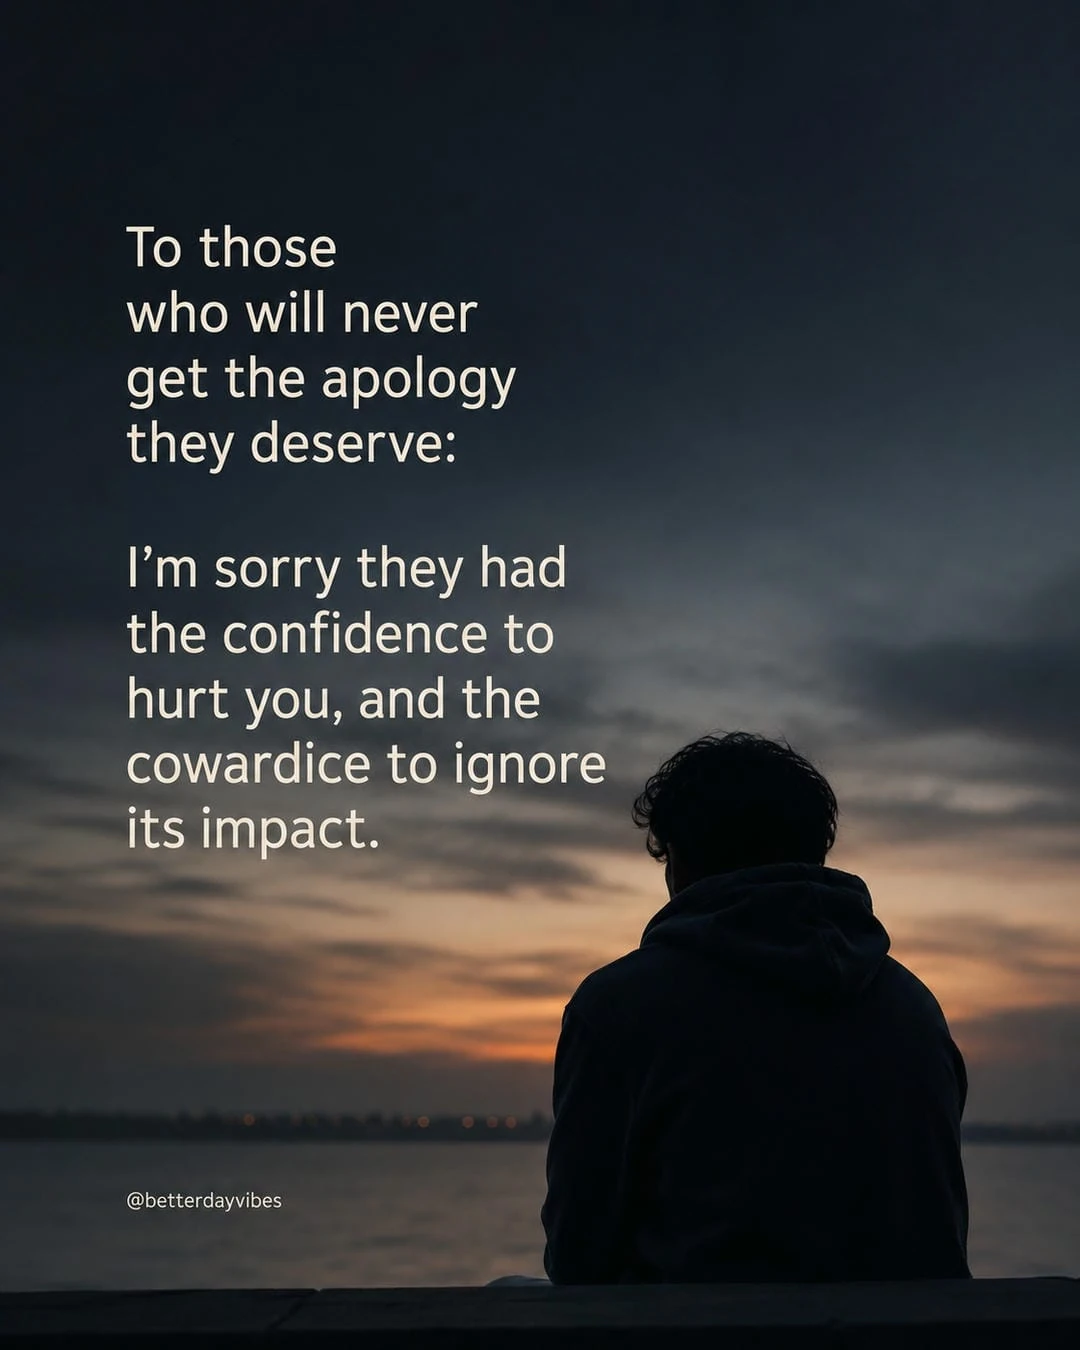 To those
who will never
get the apology
they deserve:
I’m sorry they had
the confidence to
hurt you, and the
cowardice to ignore
its impact.
@betterdayvibes